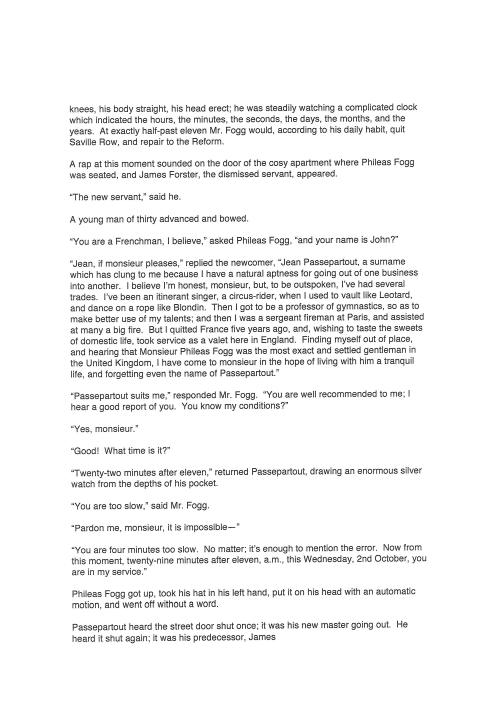 knees, his body straight, his head erect; he was steadily watching a complicated clock
which indicated the hours, the minutes, the seconds, the days, the months, and the
years.  At exactly half-past eleven Mr. Fogg would, according to his daily habit, quit
Saville Row, and repair to the Reform.
A rap at this moment sounded on the door of the cosy apartment where Phileas Fogg
was seated, and James Forster, the dismissed servant, appeared.
“The new servant,” said he.
A young man of thirty advanced and bowed.
“You are a Frenchman, I believe,” asked Phileas Fogg, “and your name is John?”
“Jean, if monsieur pleases,” replied the newcomer, “Jean Passepartout, a surname
which has clung to me because I have a natural aptness for going out of one business
into another.  I believe I’m honest, monsieur, but, to be outspoken, I’ve had several
trades.  I’ve been an itinerant singer, a circus-rider, when I used to vault like Leotard,
and dance on a rope like Blondin.  Then I got to be a professor of gymnastics, so as to
make better use of my talents; and then I was a sergeant fireman at Paris, and assisted
at many a big fire.  But I quitted France five years ago, and, wishing to taste the sweets
of domestic life, took service as a valet here in England.  Finding myself out of place,
and hearing that Monsieur Phileas Fogg was the most exact and settled gentleman in
the United Kingdom, I have come to monsieur in the hope of living with him a tranquil
life, and forgetting even the name of Passepartout.”
“Passepartout suits me,” responded Mr. Fogg.  “You are well recommended to me; I
hear a good report of you.  You know my conditions?”
“Yes, monsieur.”
“Good!  What time is it?”
“Twenty-two minutes after eleven,” returned Passepartout, drawing an enormous silver
watch from the depths of his pocket.
“You are too slow,” said Mr. Fogg.
“Pardon me, monsieur, it is impossible—”
“You are four minutes too slow.  No matter; it’s enough to mention the error.  Now from
this moment, twenty-nine minutes after eleven, a.m., this Wednesday, 2nd October, you
are in my service.”
Phileas Fogg got up, took his hat in his left hand, put it on his head with an automatic
motion, and went off without a word.
Passepartout heard the street door shut once; it was his new master going out.  He
heard it shut again; it was his predecessor, James